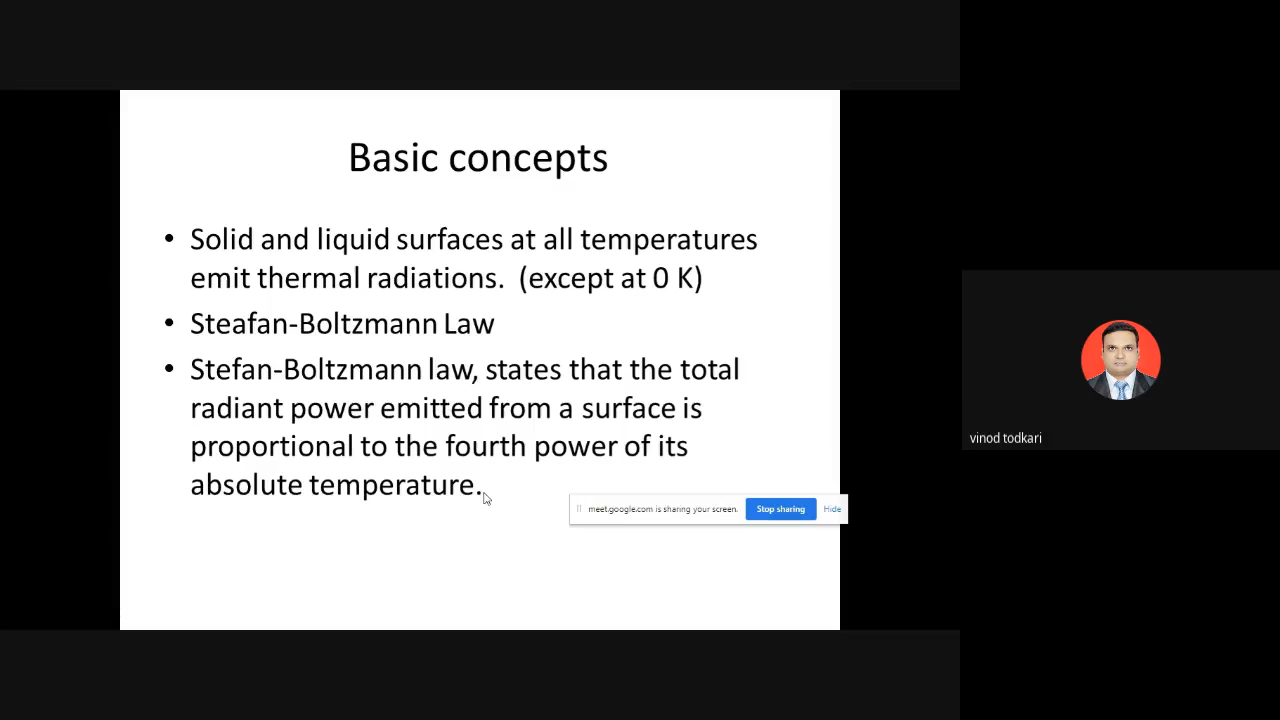 Basic concepts
• Solid and liquid surfaces at all temperatures
emit thermal radiations.  (except at 0 K)
• Steafan-Boltzmann Law
• Stefan-Boltzmann law, states that the total
radiant power emitted from a surface is
proportional to the fourth power of its
absolute temperature.
meet.google.com is sharing your screen. Stop sharing Hide
vinod todkari